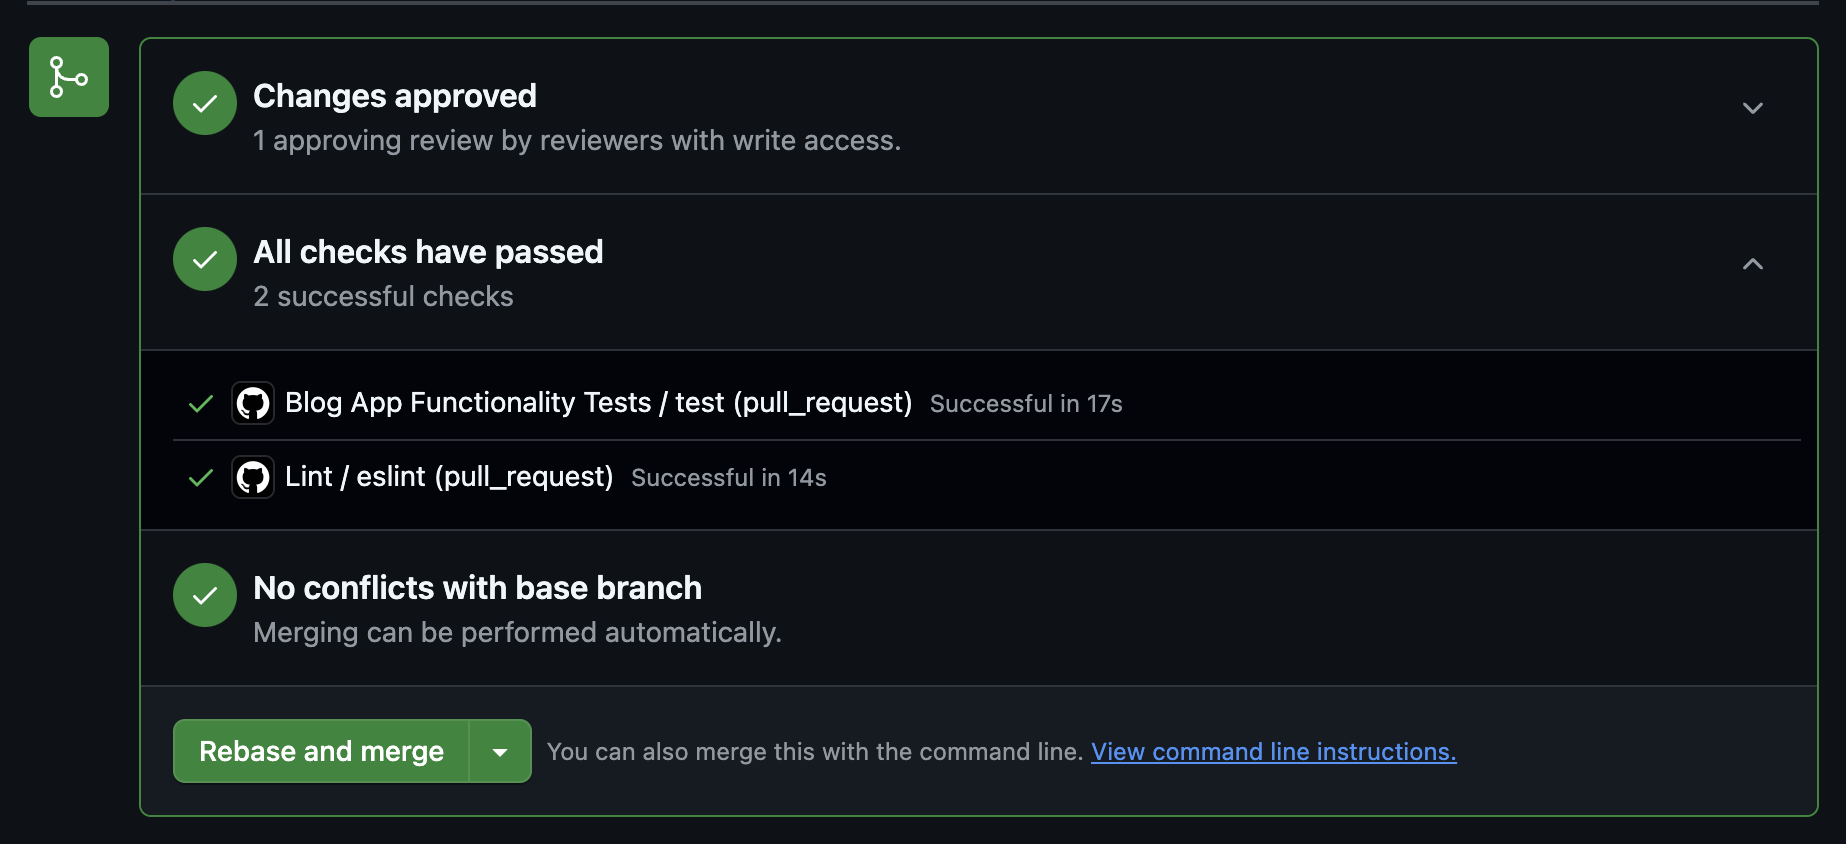 Changes approved
1 approving review by reviewers with write access.
All checks have passed
2 successful checks
Blog App Functionality Tests / test (pull_request) Successful in 17s
Lint / eslint (pull_request) Successful in 14s
No conflicts with base branch
Merging can be performed automatically.
Rebase and merge You can also merge this with the command line. View command line instructions.